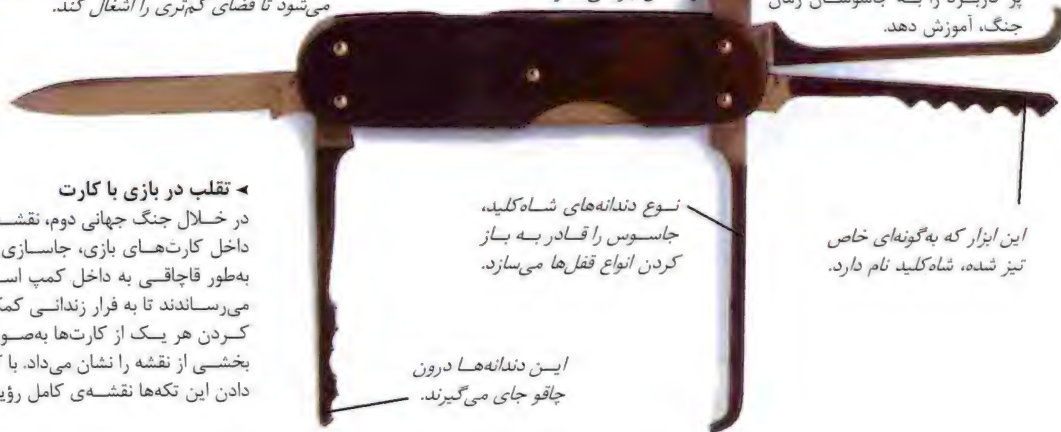 می‌شود تا فضای کم‌تری را اشغال کند.
جنگ، آموزش دهد.
◄ تقلب در بازی با کارت
در خلال جنگ جهانی دوم، نقشه
داخل کارت‌های بازی، جاسازی
به‌طور قاچاقی به داخل کمپ
می‌رساندند تا به فرار زندانی
کردن هر یک از کارت‌ها
بخشی از نقشه را نشان می‌داد. با
دادن این تکه‌ها نقشه‌ی کامل
نوع دندانه‌های شاه‌کلید،
جاسوس را قادر به باز
کردن انواع قفل‌ها می‌سازد.
این ابزار که به‌گونه‌ای خاص
تیز شده، شاه‌کلید نام دارد.
این دندانه‌ها درون
چاقو جای می‌گیرند.